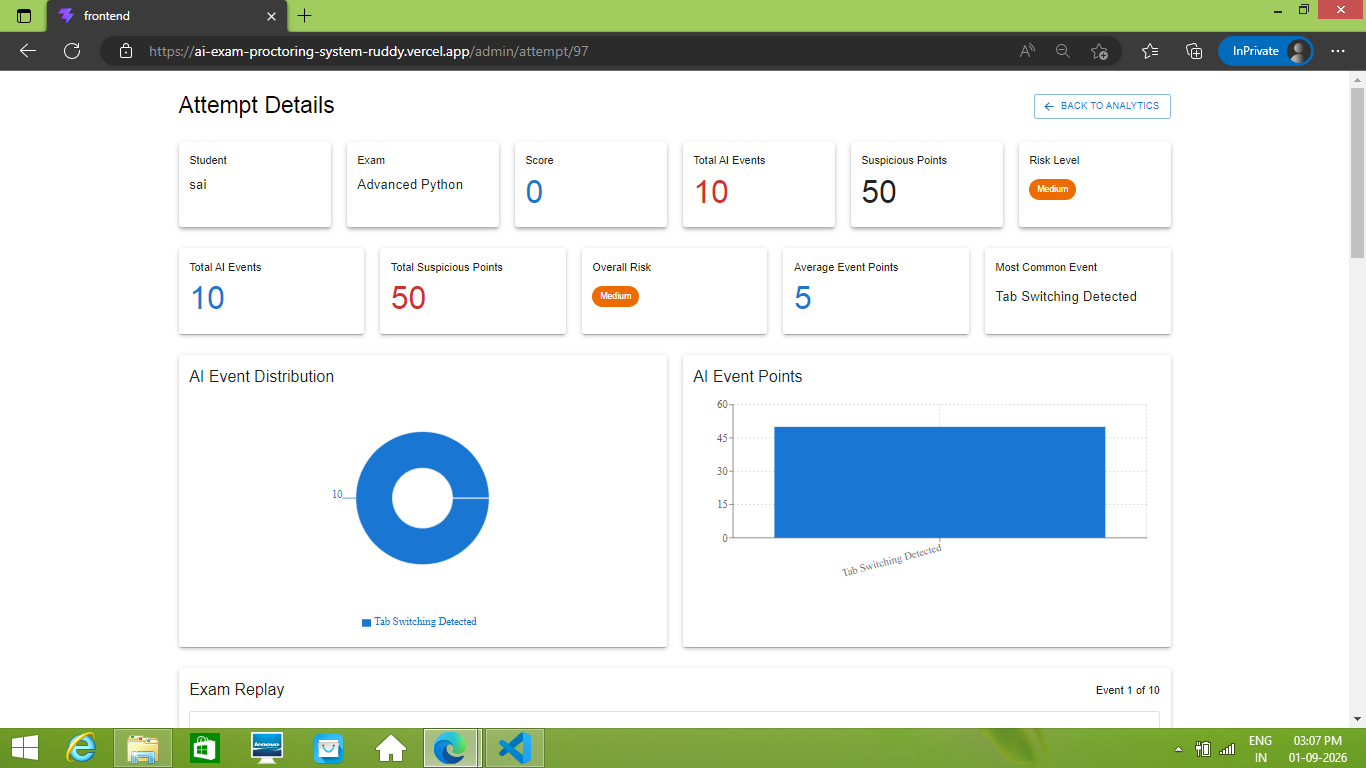 frontend
https://ai-exam-proctoring-system-ruddy.vercel.app/admin/attempt/97
InPrivate
Attempt Details
BACK TO ANALYTICS
Student
sai
Exam
Advanced Python
Score
0
Total AI Events
10
Suspicious Points
50
Risk Level
Medium
Total AI Events
10
Total Suspicious Points
50
Overall Risk
Medium
Average Event Points
5
Most Common Event
Tab Switching Detected
AI Event Distribution
10
Tab Switching Detected
AI Event Points
60
45
30
15
0
Tab Switching Detected
Exam Replay
Event 1 of 10
lenovo
ENG
IN
03:07 PM
01-09-2026